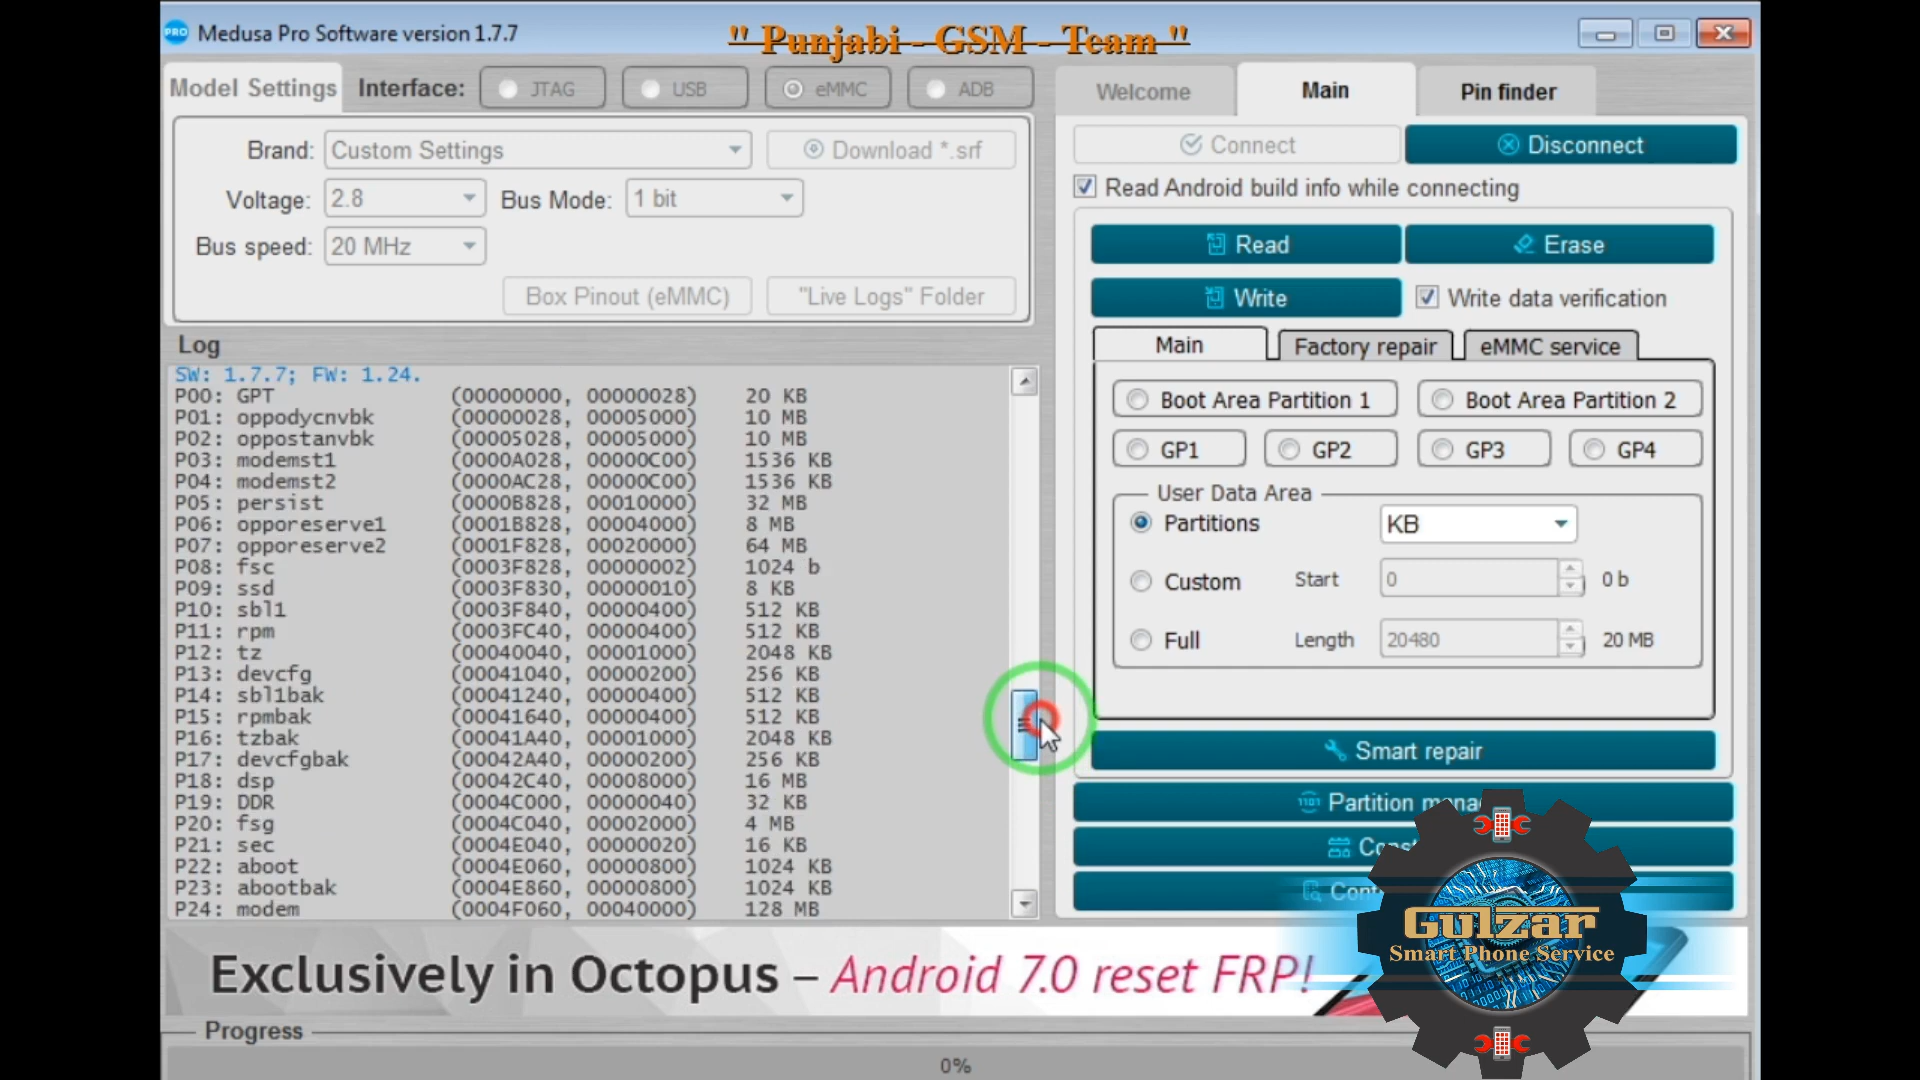 PRO Medusa Pro Software version 1.7.7
" Punjabi - GSM - Team "
Model Settings
Interface: JTAG USB eMMC ADB
Brand: Custom Settings Download *.srf
Voltage: 2.8 Bus Mode: 1 bit
Bus speed: 20 MHz
Box Pinout (eMMC) "Live Logs" Folder
Log
SW: 1.7.7; FW: 1.24.
P00: GPT (00000000, 00000028) 20 KB
P01: oppodycnvbk (00000028, 00005000) 10 MB
P02: oppostanvbk (00005028, 00005000) 10 MB
P03: modemst1 (0000A028, 00000C00) 1536 KB
P04: modemst2 (0000AC28, 00000C00) 1536 KB
P05: persist (0000B828, 00010000) 32 MB
P06: opporeserve1 (0001B828, 00004000) 8 MB
P07: opporeserve2 (0001F828, 00020000) 64 MB
P08: fsc (0003F828, 00000002) 1024 b
P09: ssd (0003F830, 00000010) 8 KB
P10: sbl1 (0003F840, 00000400) 512 KB
P11: rpm (0003FC40, 00000400) 512 KB
P12: tz (00040040, 00001000) 2048 KB
P13: devcfg (00041040, 00000200) 256 KB
P14: sbl1bak (00041240, 00000400) 512 KB
P15: rpmbak (00041640, 00000400) 512 KB
P16: tzbak (00041A40, 00001000) 2048 KB
P17: devcfgbak (00042A40, 00000200) 256 KB
P18: dsp (00042C40, 00008000) 16 MB
P19: DDR (0004C000, 00000040) 32 KB
P20: fsg (0004C040, 00002000) 4 MB
P21: sec (0004E040, 00000020) 16 KB
P22: aboot (0004E060, 00000800) 1024 KB
P23: abootbak (0004E860, 00000800) 1024 KB
P24: modem (0004F060, 00040000) 128 MB
Welcome Main Pin finder
Connect Disconnect
Read Android build info while connecting
Read Erase
Write Write data verification
Main Factory repair eMMC service
Boot Area Partition 1 Boot Area Partition 2
GP1 GP2 GP3 GP4
User Data Area
Partitions KB
Custom Start 0 0 b
Full Length 20480 20 MB
Smart repair
Partition
Gulzar
Smart Phone Service
Exclusively in Octopus – Android 7.0 reset FRP!
Progress
0%